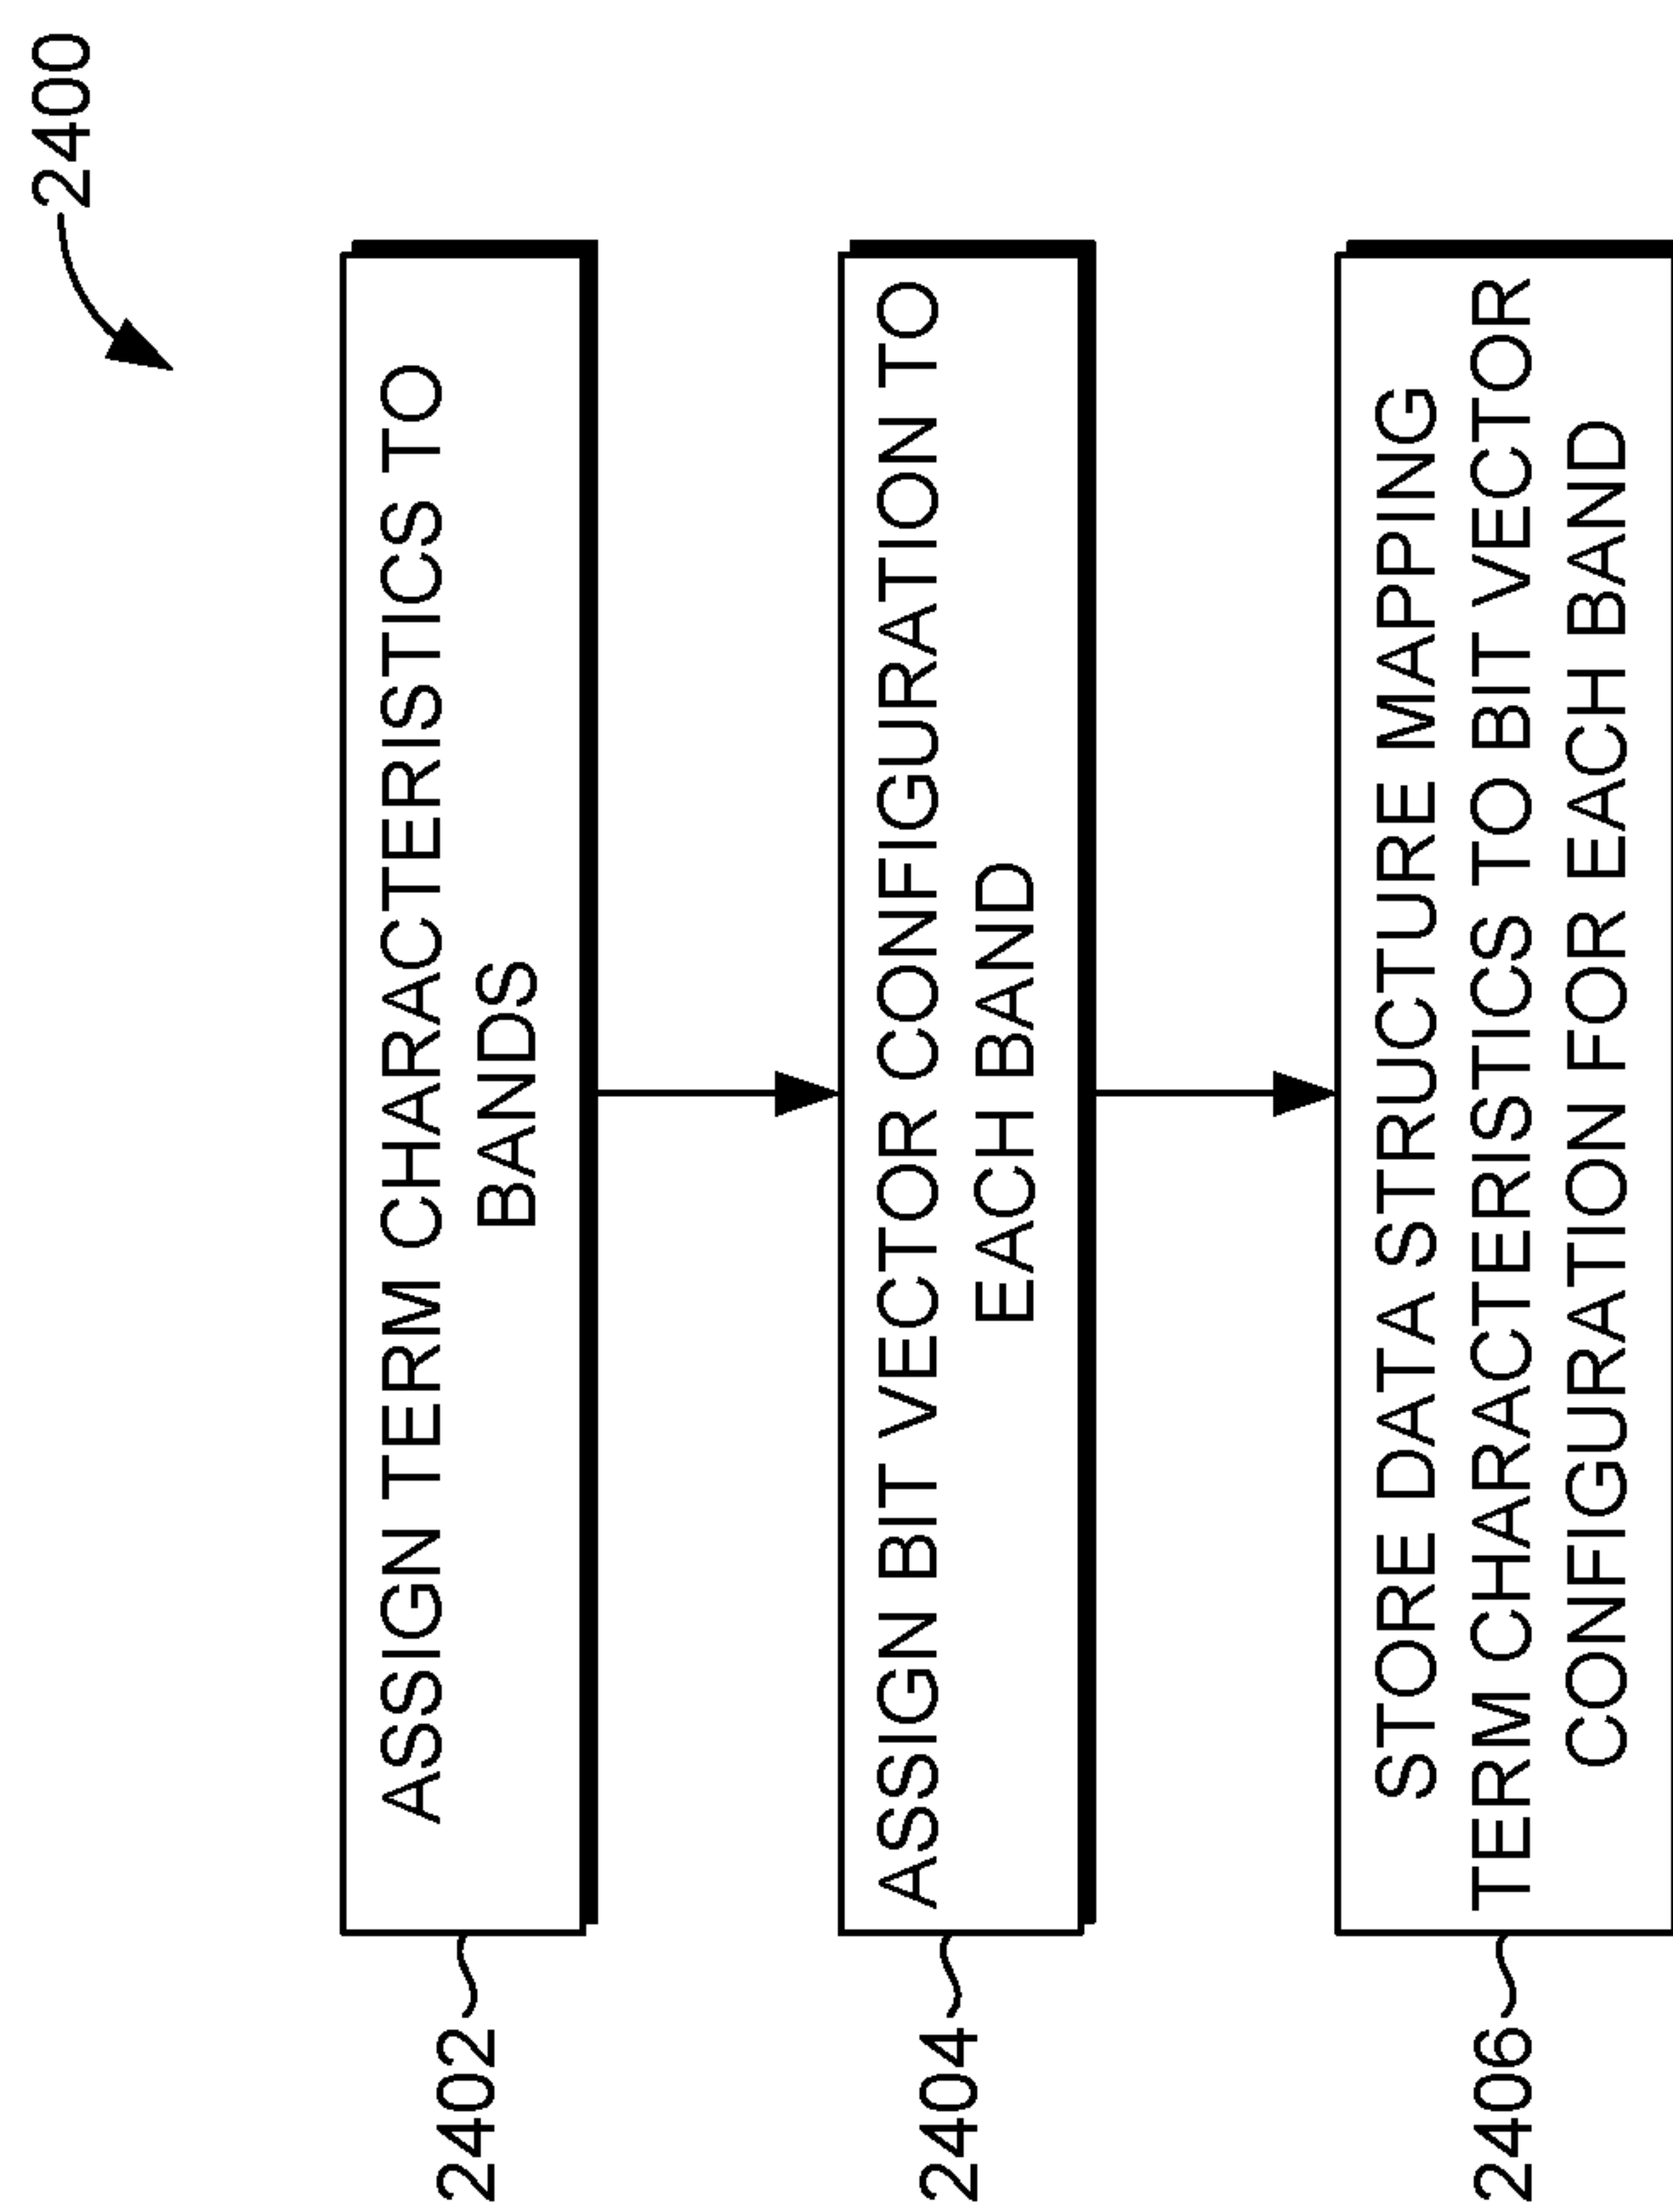 2400
ASSIGN TERM CHARACTERISTICS TO
BANDS
2402
ASSIGN BIT VECTOR CONFIGURATION TO
EACH BAND
2404
STORE DATA STRUCTURE MAPPING
TERM CHARACTERISTICS TO BIT VECTOR
CONFIGURATION FOR EACH BAND
2406